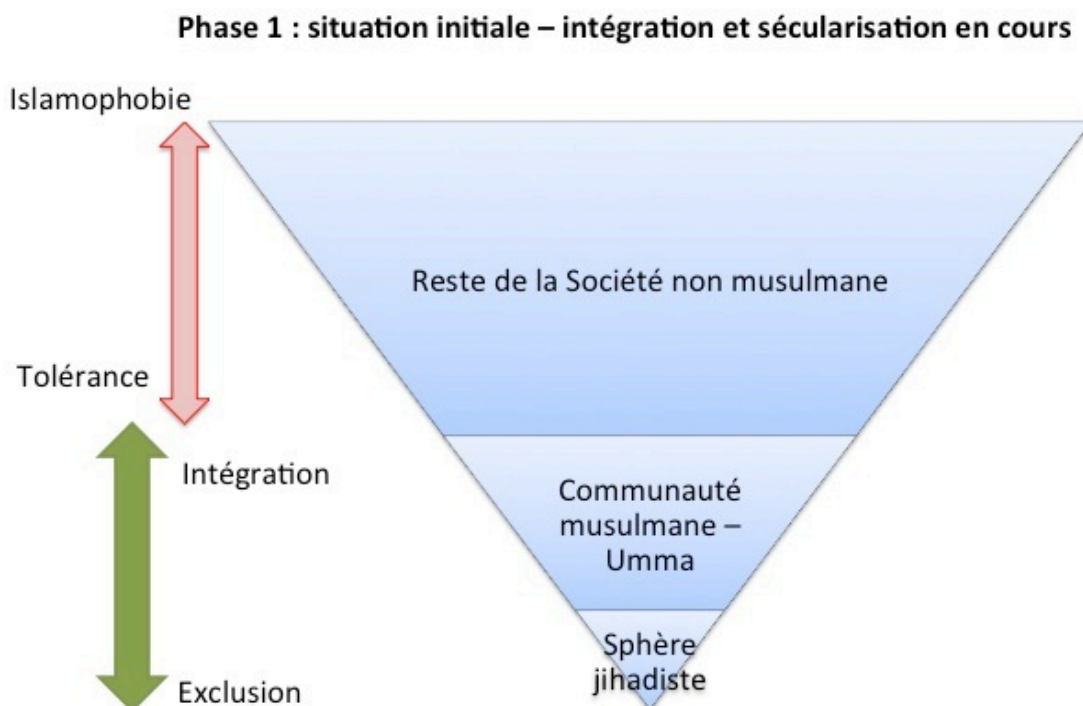 Phase 1 : situation initiale – intégration et sécularisation en cours
Islamophobie
Reste de la Société non musulmane
Tolérance
Intégration
Communauté
musulmane –
Umma
Sphère
jihadiste
Exclusion